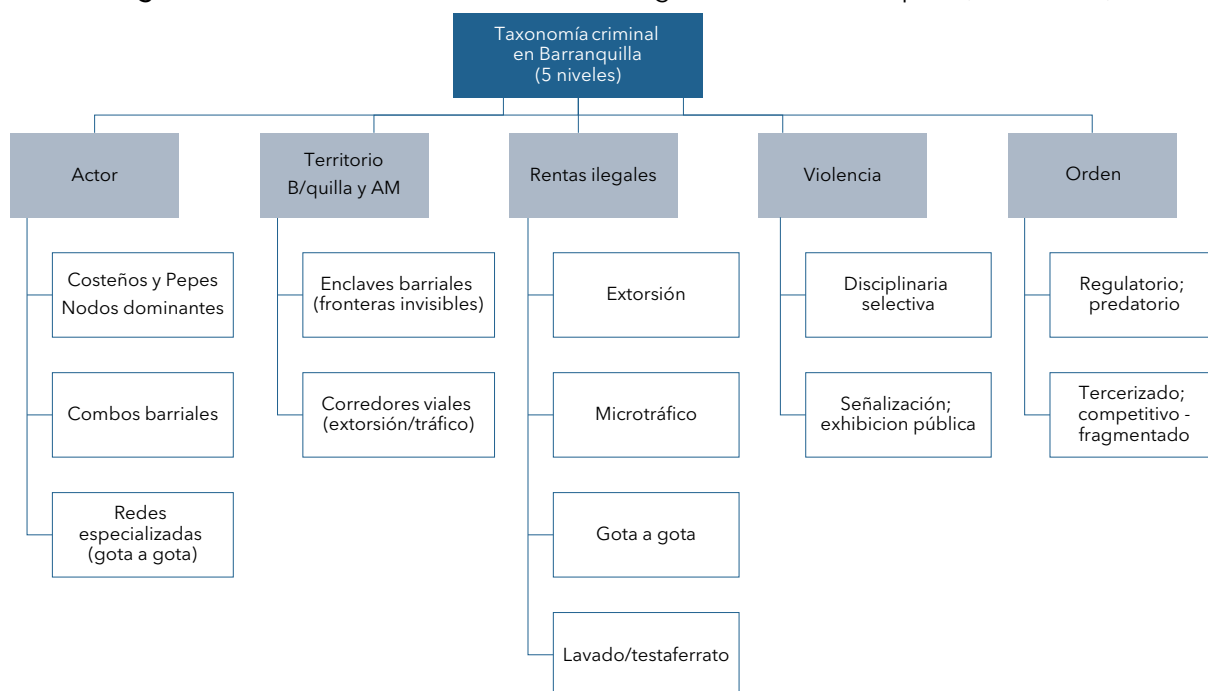 Taxonomía criminal
en Barranquilla
(5 niveles)
Actor
Territorio
B/quilla y AM
Rentas ilegales
Violencia
Orden
Costeños y Pepes
Nodos dominantes
Combos barriales
Redes
especializadas
(gota a gota)
Enclaves barriales
(fronteras invisibles)
Corredores viales
(extorsión/tráfico)
Extorsión
Microtráfico
Gota a gota
Lavado/testaferrato
Disciplinaria
selectiva
Señalización;
exhibicion pública
Regulatorio;
predatorio
Tercerizado;
competitivo -
fragmentado